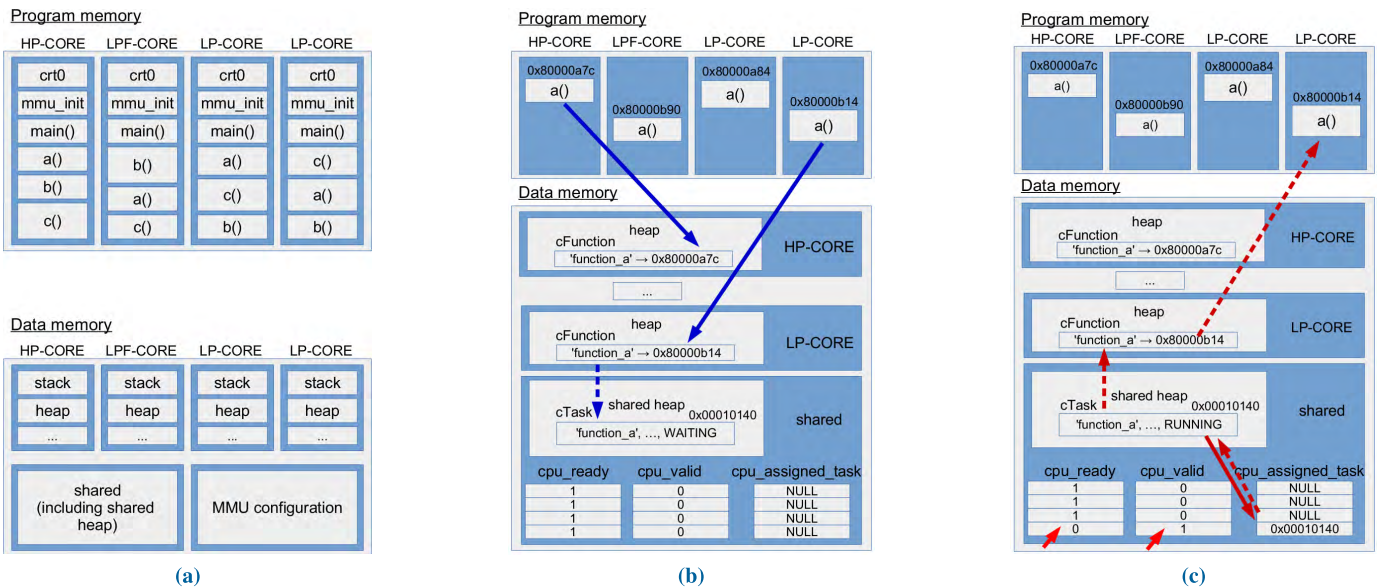 Program memory
HP-CORE LPF-CORE LP-CORE LP-CORE
crt0 crt0 crt0 crt0
mmu_init mmu_init mmu_init mmu_init
main() main() main() main()
a() b() a() c()
b() a() c() a()
c() c() b() b()
Data memory
HP-CORE LPF-CORE LP-CORE LP-CORE
stack stack stack stack
heap heap heap heap
... ... ... ...
shared
(including shared
heap)
MMU configuration
(a)
Program memory
HP-CORE LPF-CORE LP-CORE LP-CORE
0x80000a7c 0x80000a84
a() a()
0x80000b90 0x80000b14
a() a()
Data memory
heap
cFunction
'function_a' → 0x80000a7c
HP-CORE
...
heap
cFunction
'function_a' → 0x80000b14
LP-CORE
shared heap
cTask 0x00010140
'function_a', …, WAITING
shared
cpu_ready cpu_valid cpu_assigned_task
1 0 NULL
1 0 NULL
1 0 NULL
1 0 NULL
(b)
Program memory
HP-CORE LPF-CORE LP-CORE LP-CORE
0x80000a7c 0x80000a84
a() a()
0x80000b90 0x80000b14
a() a()
Data memory
heap
cFunction
'function_a' → 0x80000a7c
HP-CORE
...
heap
cFunction
'function_a' → 0x80000b14
LP-CORE
shared heap
cTask 0x00010140
'function_a', …, RUNNING
shared
cpu_ready cpu_valid cpu_assigned_task
1 0 NULL
1 0 NULL
1 0 NULL
0 1 0x00010140
(c)